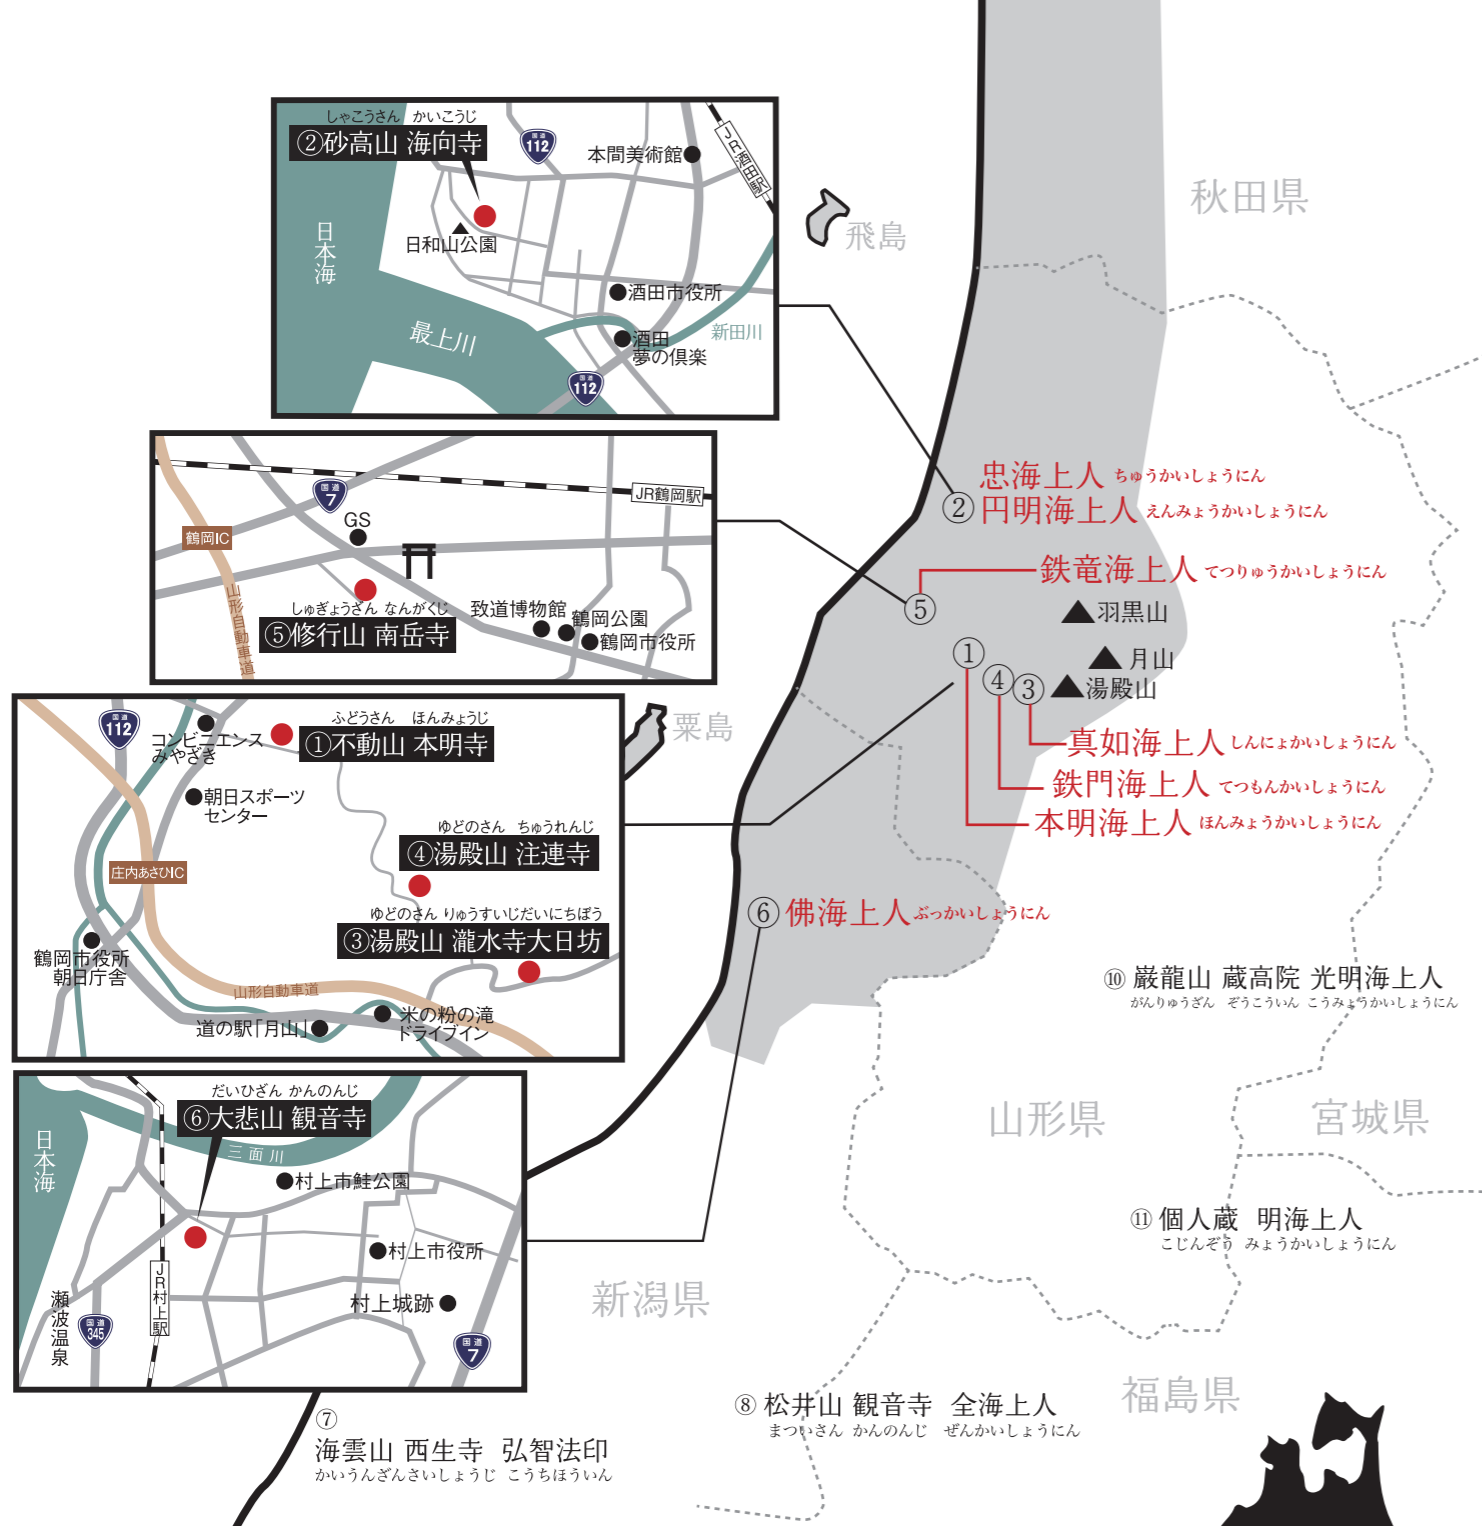 しゃこうさん かいこうじ
②砂高山 海向寺
国道
112
本間美術館
JR酒田駅
日本海
日和山公園
酒田市役所
最上川
新田川
酒田
夢の倶楽
国道
112
飛島
秋田県
国道
7
JR鶴岡駅
GS
鶴岡IC
山形自動車道
しゅぎょうざん なんがくじ
⑤修行山 南岳寺
致道博物館
鶴岡公園
鶴岡市役所
忠海上人 ちゅうかいしょうにん
②円明海上人 えんみょうかいしょうにん
鉄竜海上人 てつりゅうかいしょうにん
⑤
羽黒山
①
月山
④
③
湯殿山
真如海上人 しんにょかいしょうにん
鉄門海上人 てつもんかいしょうにん
本明海上人 ほんみょうかいしょうにん
国道
112
コンビニエンス
みやざき
ふどうさん ほんみょうじ
①不動山 本明寺
朝日スポーツ
センター
ゆどのさん ちゅうれんじ
④湯殿山 注連寺
庄内あさひIC
ゆどのさん りゅうすいじだいにちぼう
③湯殿山 瀧水寺大日坊
鶴岡市役所
朝日庁舎
山形自動車道
道の駅「月山」
米の粉の滝
ドライブイン
粟島
⑥佛海上人 ぶっかいしょうにん
⑩ 巌龍山 蔵高院 光明海上人
がんりゅうざん ぞうこういん こうみょうかいしょうにん
だいひざん かんのんじ
⑥大悲山 観音寺
日本海
三面川
村上市鮭公園
村上市役所
JR村上駅
村上城跡
瀬波温泉
国道
345
国道
7
山形県
宮城県
⑪ 個人蔵 明海上人
こじんぞう みょうかいしょうにん
新潟県
福島県
⑧ 松井山 観音寺 全海上人
まついさん かんのんじ ぜんかいしょうにん
⑦
海雲山 西生寺 弘智法印
かいうんざんさいしょうじ こうちほういん